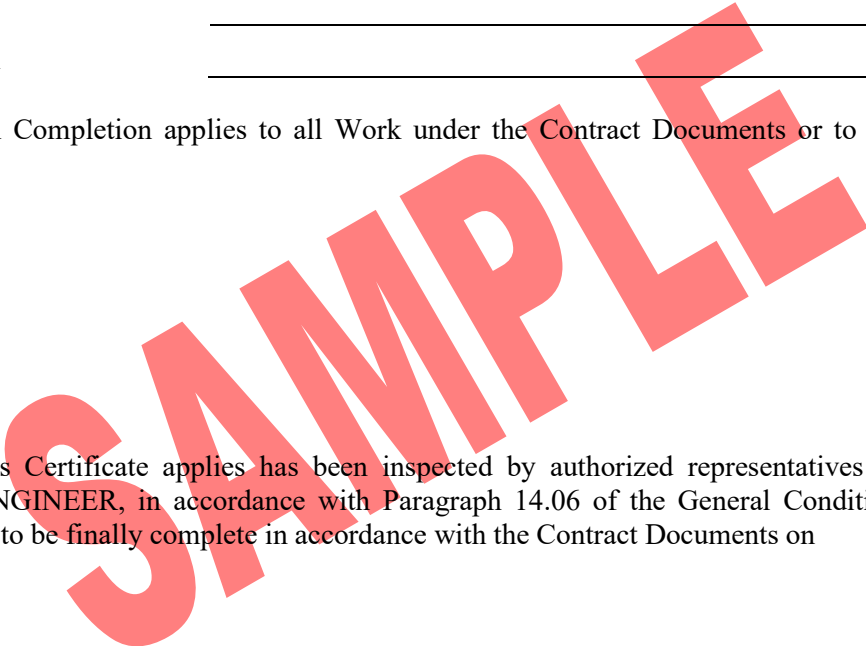 Completion applies to all Work under the Contract Documents or to
s Certificate applies has been inspected by authorized representatives
NGINEER, in accordance with Paragraph 14.06 of the General Conditi
to be finally complete in accordance with the Contract Documents on
SAMPLE